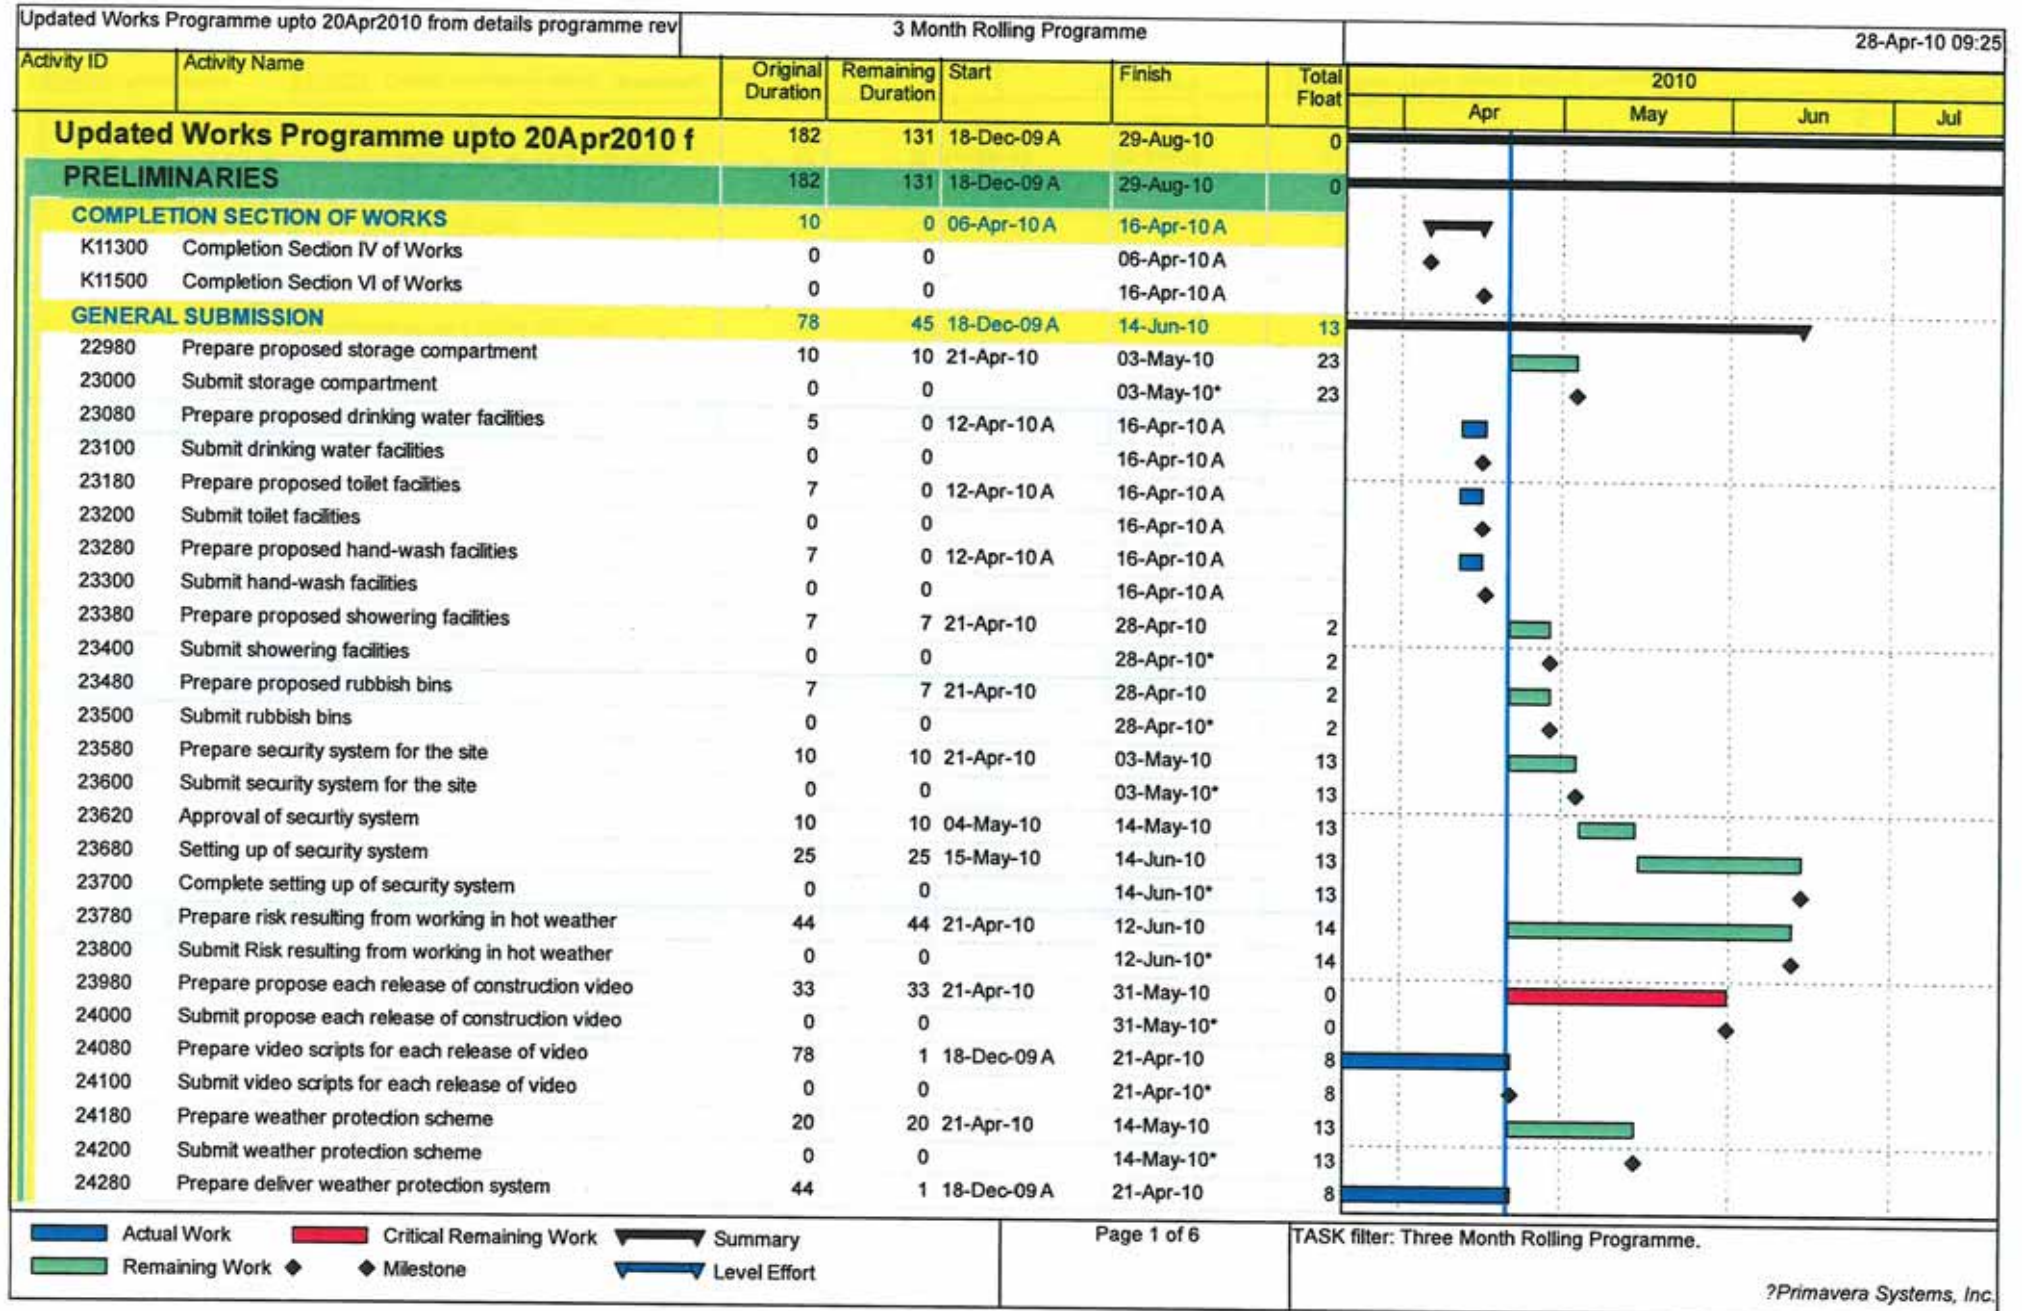 Updated Works Programme upto 20Apr2010 from details programme rev 3 Month Rolling Programme 28-Apr-10 09:25
Activity ID Activity Name Original Duration Remaining Duration Start Finish Total Float 2010
Apr May Jun Jul
Updated Works Programme upto 20Apr2010 f 182 131 18-Dec-09 A 29-Aug-10 0
PRELIMINARIES 182 131 18-Dec-09 A 29-Aug-10 0
COMPLETION SECTION OF WORKS 10 0 06-Apr-10 A 16-Apr-10 A
K11300 Completion Section IV of Works 0 0 06-Apr-10 A
K11500 Completion Section VI of Works 0 0 16-Apr-10 A
GENERAL SUBMISSION 78 45 18-Dec-09 A 14-Jun-10 13
22980 Prepare proposed storage compartment 10 10 21-Apr-10 03-May-10 23
23000 Submit storage compartment 0 0 03-May-10* 23
23080 Prepare proposed drinking water facilities 5 0 12-Apr-10 A 16-Apr-10 A
23100 Submit drinking water facilities 0 0 16-Apr-10 A
23180 Prepare proposed toilet facilities 7 0 12-Apr-10 A 16-Apr-10 A
23200 Submit toilet facilities 0 0 16-Apr-10 A
23280 Prepare proposed hand-wash facilities 7 0 12-Apr-10 A 16-Apr-10 A
23300 Submit hand-wash facilities 0 0 16-Apr-10 A
23380 Prepare proposed showering facilities 7 7 21-Apr-10 28-Apr-10 2
23400 Submit showering facilities 0 0 28-Apr-10* 2
23480 Prepare proposed rubbish bins 7 7 21-Apr-10 28-Apr-10 2
23500 Submit rubbish bins 0 0 28-Apr-10* 2
23580 Prepare security system for the site 10 10 21-Apr-10 03-May-10 13
23600 Submit security system for the site 0 0 03-May-10* 13
23620 Approval of securtiy system 10 10 04-May-10 14-May-10 13
23680 Setting up of security system 25 25 15-May-10 14-Jun-10 13
23700 Complete setting up of security system 0 0 14-Jun-10* 13
23780 Prepare risk resulting from working in hot weather 44 44 21-Apr-10 12-Jun-10 14
23800 Submit Risk resulting from working in hot weather 0 0 12-Jun-10* 14
23980 Prepare propose each release of construction video 33 33 21-Apr-10 31-May-10 0
24000 Submit propose each release of construction video 0 0 31-May-10* 0
24080 Prepare video scripts for each release of video 78 1 18-Dec-09 A 21-Apr-10 8
24100 Submit video scripts for each release of video 0 0 21-Apr-10* 8
24180 Prepare weather protection scheme 20 20 21-Apr-10 14-May-10 13
24200 Submit weather protection scheme 0 0 14-May-10* 13
24280 Prepare deliver weather protection system 44 1 18-Dec-09 A 21-Apr-10 8
Actual Work Critical Remaining Work Summary Page 1 of 6 TASK filter: Three Month Rolling Programme.
Remaining Work Milestone Level Effort
?Primavera Systems, Inc.